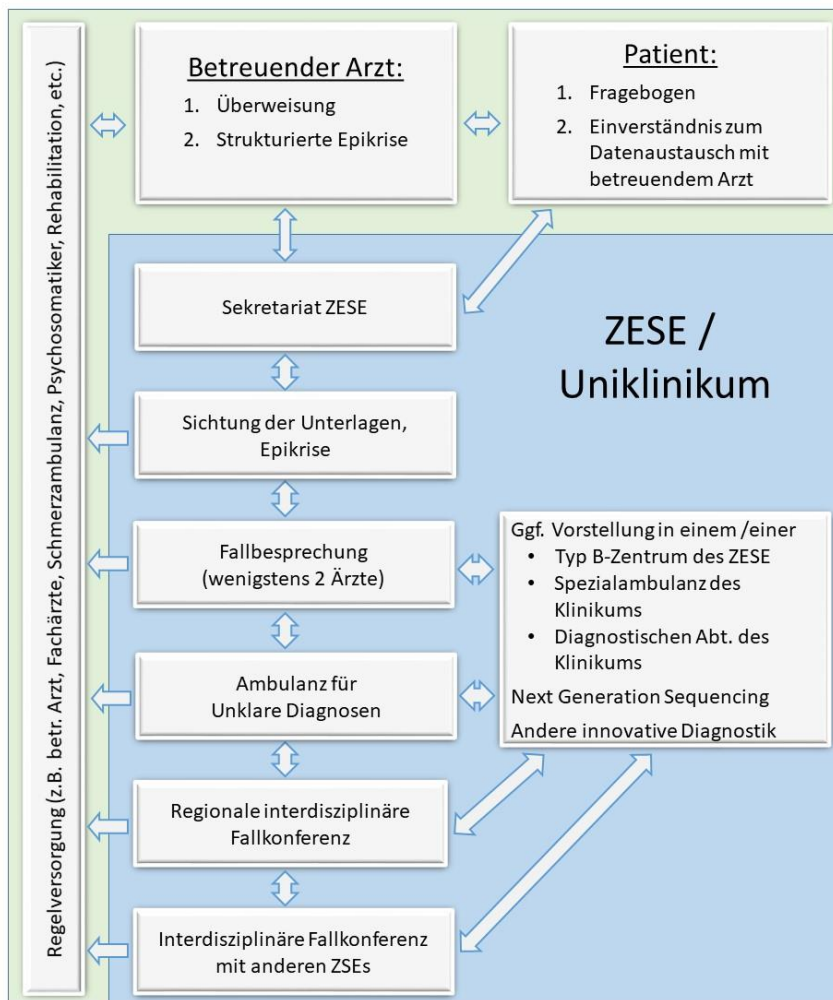 Regelversorgung (z.B. betr. Arzt, Fachärzte, Schmerzambulanz, Psychosomatiker, Rehabilitation, etc.)
Betreuender Arzt:
1. Überweisung
2. Strukturierte Epikrise
Patient:
1. Fragebogen
2. Einverständnis zum
Datenaustausch mit
betreuendem Arzt
Sekretariat ZESE
ZESE /
Uniklinikum
Sichtung der Unterlagen,
Epikrise
Fallbesprechung
(wenigstens 2 Ärzte)
Ggf. Vorstellung in einem /einer
• Typ B-Zentrum des ZESE
• Spezialambulanz des
Klinikums
• Diagnostischen Abt. des
Klinikums
Next Generation Sequencing
Andere innovative Diagnostik
Ambulanz für
Unklare Diagnosen
Regionale interdisziplinäre
Fallkonferenz
Interdisziplinäre Fallkonferenz
mit anderen ZSEs